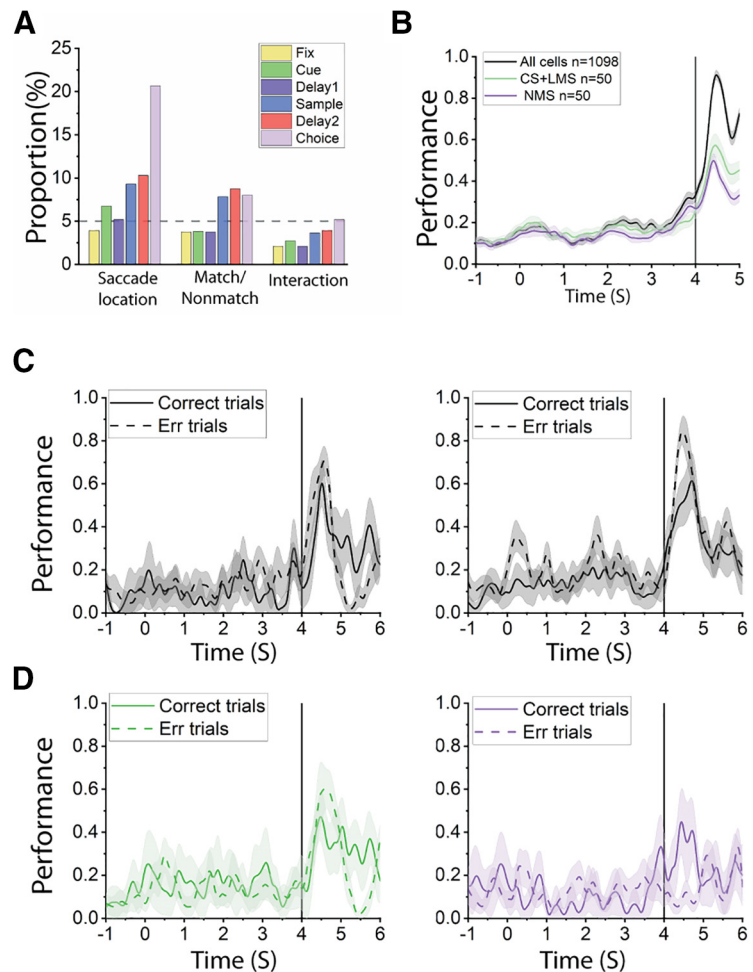 A
Proportion(%)
25
20
15
10
5
0
Fix
Cue
Delay1
Sample
Delay2
Choice
Saccade
location
Match/
Nonmatch
Interaction
B
Performance
1.0
0.8
0.6
0.4
0.2
0.0
All cells n=1098
CS+LMS n=50
NMS n=50
-1 0 1 2 3 4 5
Time (S)
C
Performance
1.0
0.8
0.6
0.4
0.2
0.0
Correct trials
Err trials
-1 0 1 2 3 4 5 6
Time (S)
Performance
1.0
0.8
0.6
0.4
0.2
0.0
Correct trials
Err trials
-1 0 1 2 3 4 5 6
Time (S)
D
Performance
1.0
0.8
0.6
0.4
0.2
0.0
Correct trials
Err trials
-1 0 1 2 3 4 5 6
Time (S)
Performance
1.0
0.8
0.6
0.4
0.2
0.0
Correct trials
Err trials
-1 0 1 2 3 4 5 6
Time (S)